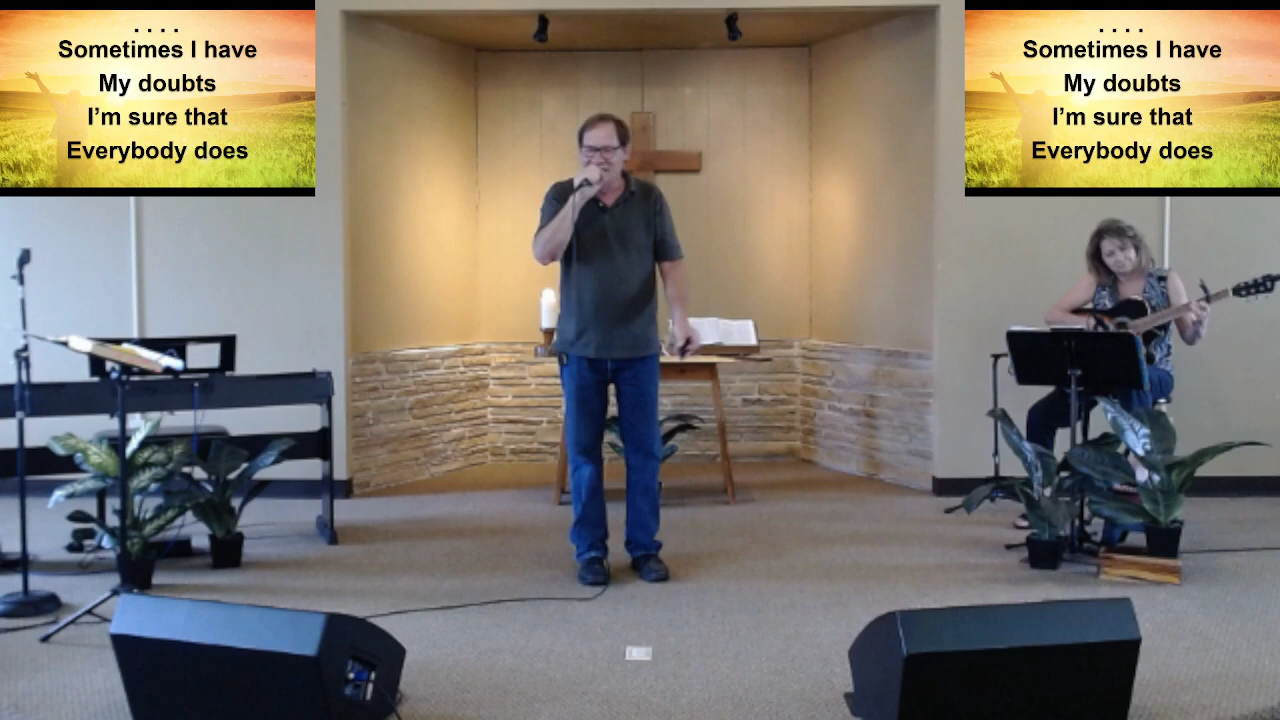 . . . .
Sometimes I have
My doubts
I’m sure that
Everybody does
. . . .
Sometimes I have
My doubts
I’m sure that
Everybody does